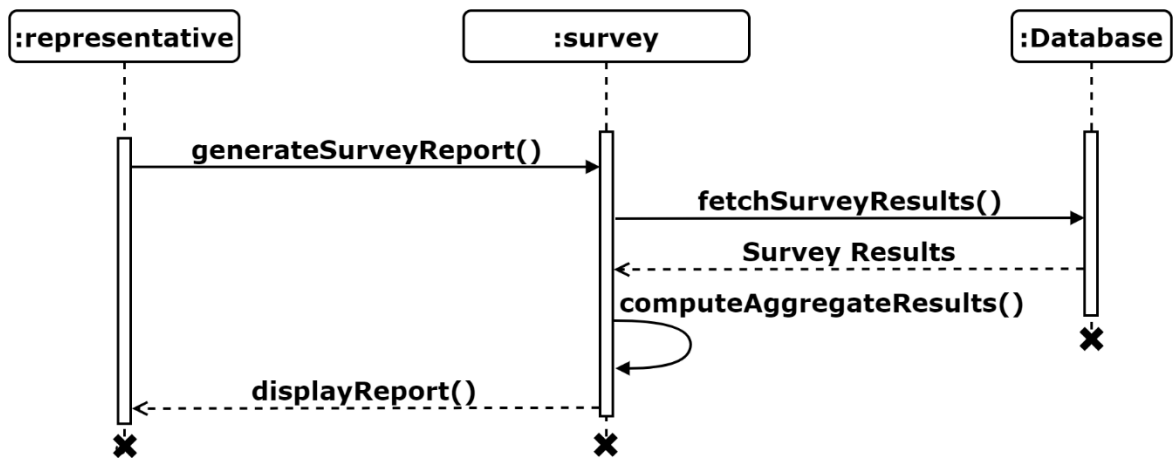 :representative
:survey
:Database
generateSurveyReport()
fetchSurveyResults()
Survey Results
computeAggregateResults()
displayReport()